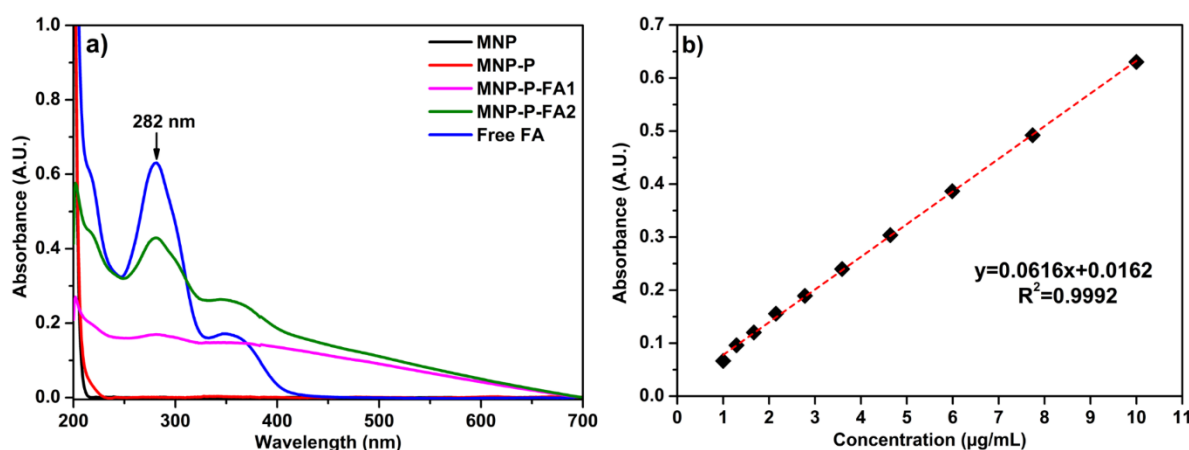 a)
MNP
MNP-P
MNP-P-FA1
MNP-P-FA2
Free FA
282 nm
1.0
0.8
0.6
0.4
0.2
0.0
200 300 400 500 600 700
Wavelength (nm)
Absorbance (A.U.)
b)
0.7
0.6
0.5
0.4
0.3
0.2
0.1
0.0
y=0.0616x+0.0162
R²=0.9992
0 1 2 3 4 5 6 7 8 9 10 11
Concentration (µg/mL)
Absorbance (A.U.)